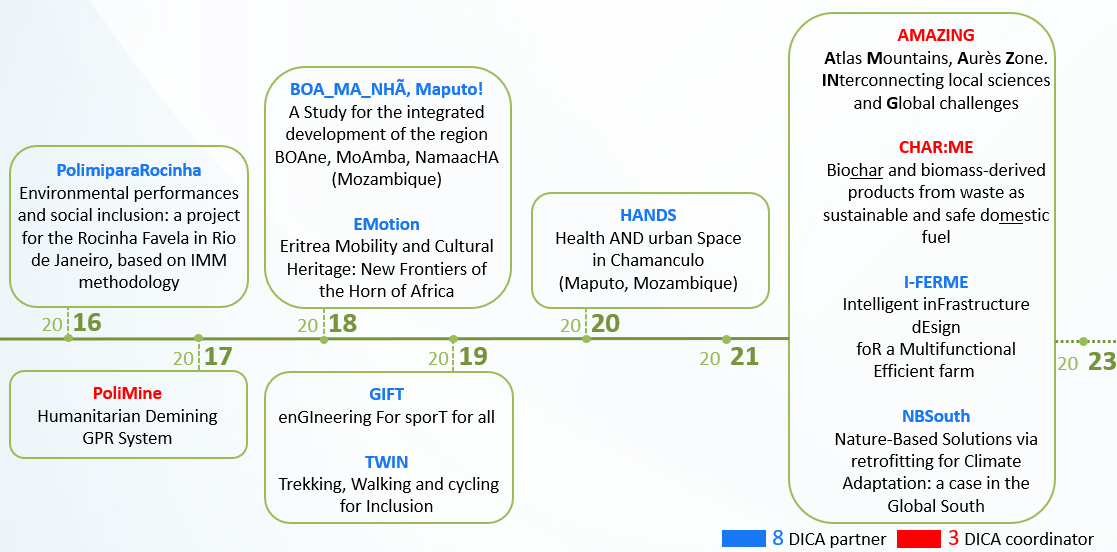 PolimiparaRocinha
Environmental performances
and social inclusion: a project
for the Rocinha Favela in Rio
de Janeiro, based on IMM
methodology
20 16
20 17
PoliMine
Humanitarian Demining
GPR System
BOA_MA_NHÃ, Maputo!
A Study for the integrated
development of the region
BOAne, MoAmba, NamaacHA
(Mozambique)
EMotion
Eritrea Mobility and Cultural
Heritage: New Frontiers of
the Horn of Africa
20 18
20 19
GIFT
enGIneering For sporT for all
TWIN
Trekking, Walking and cycling
for Inclusion
HANDS
Health AND urban Space
in Chamanculo
(Maputo, Mozambique)
20 20
20 21
AMAZING
Atlas Mountains, Aurès Zone.
INterconnecting local sciences
and Global challenges
CHAR:ME
Biochar and biomass-derived
products from waste as
sustainable and safe domestic
fuel
I-FERME
Intelligent inFrastructure
dEsign
foR a Multifunctional
Efficient farm
NBSouth
Nature-Based Solutions via
retrofitting for Climate
Adaptation: a case in the
Global South
20 23
8 DICA partner
3 DICA coordinator